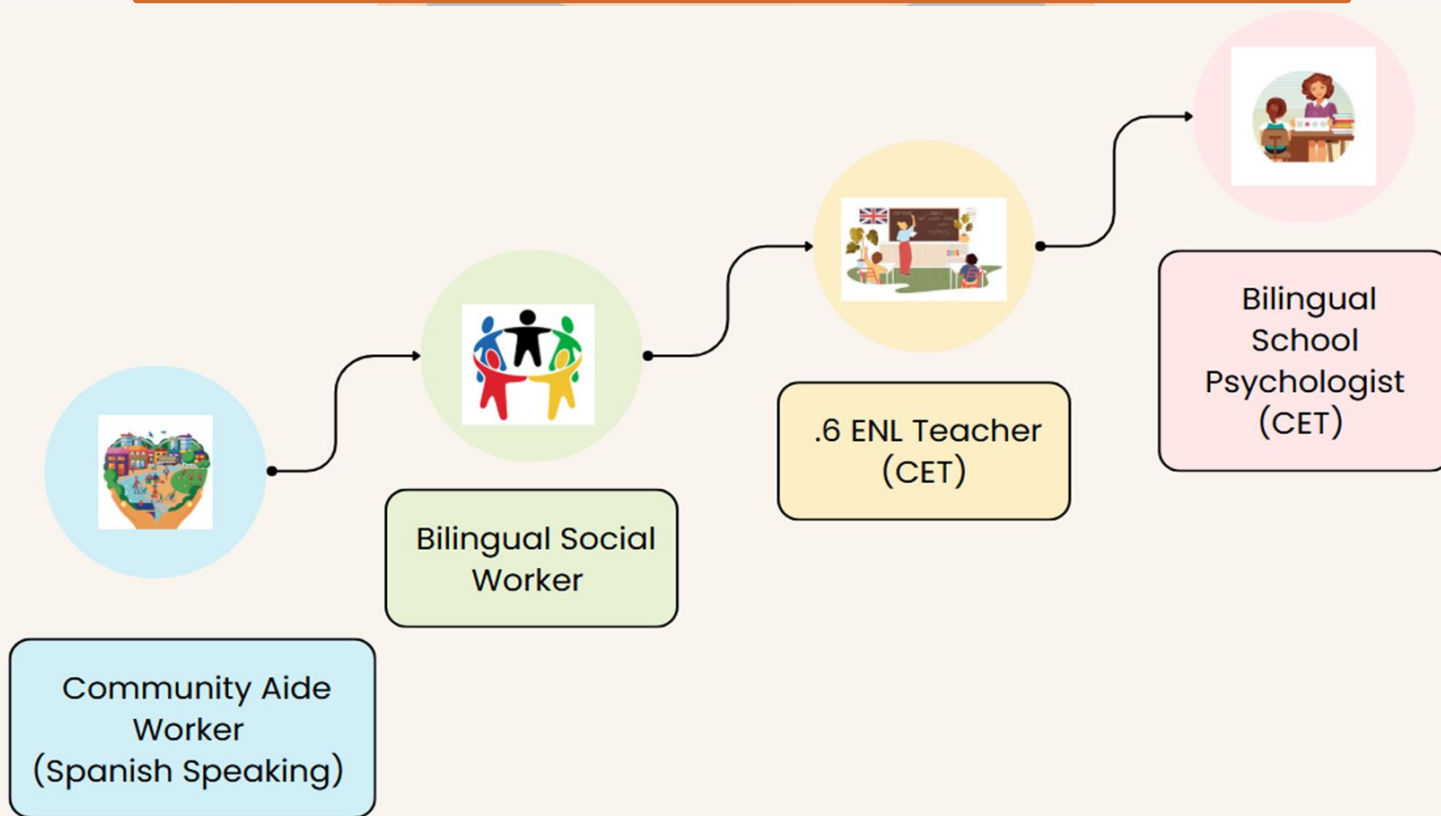 Community Aide
Worker
(Spanish Speaking)
Bilingual Social
Worker
.6 ENL Teacher
(CET)
Bilingual
School
Psychologist
(CET)